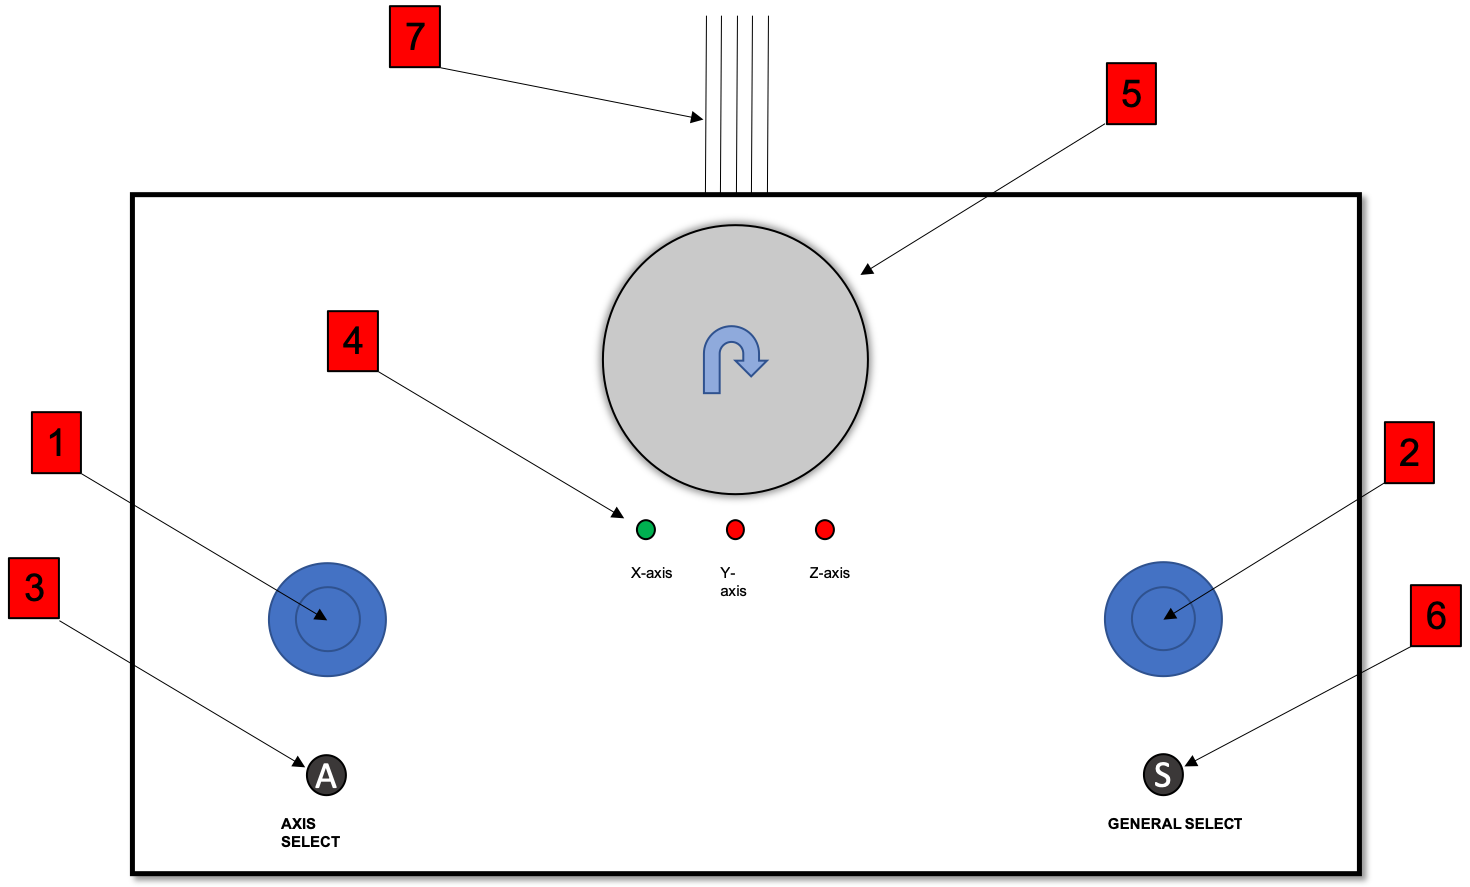 7
5
4
1
2
X-axis
Y-
axis
Z-axis
3
6
A
S
AXIS
SELECT
GENERAL SELECT